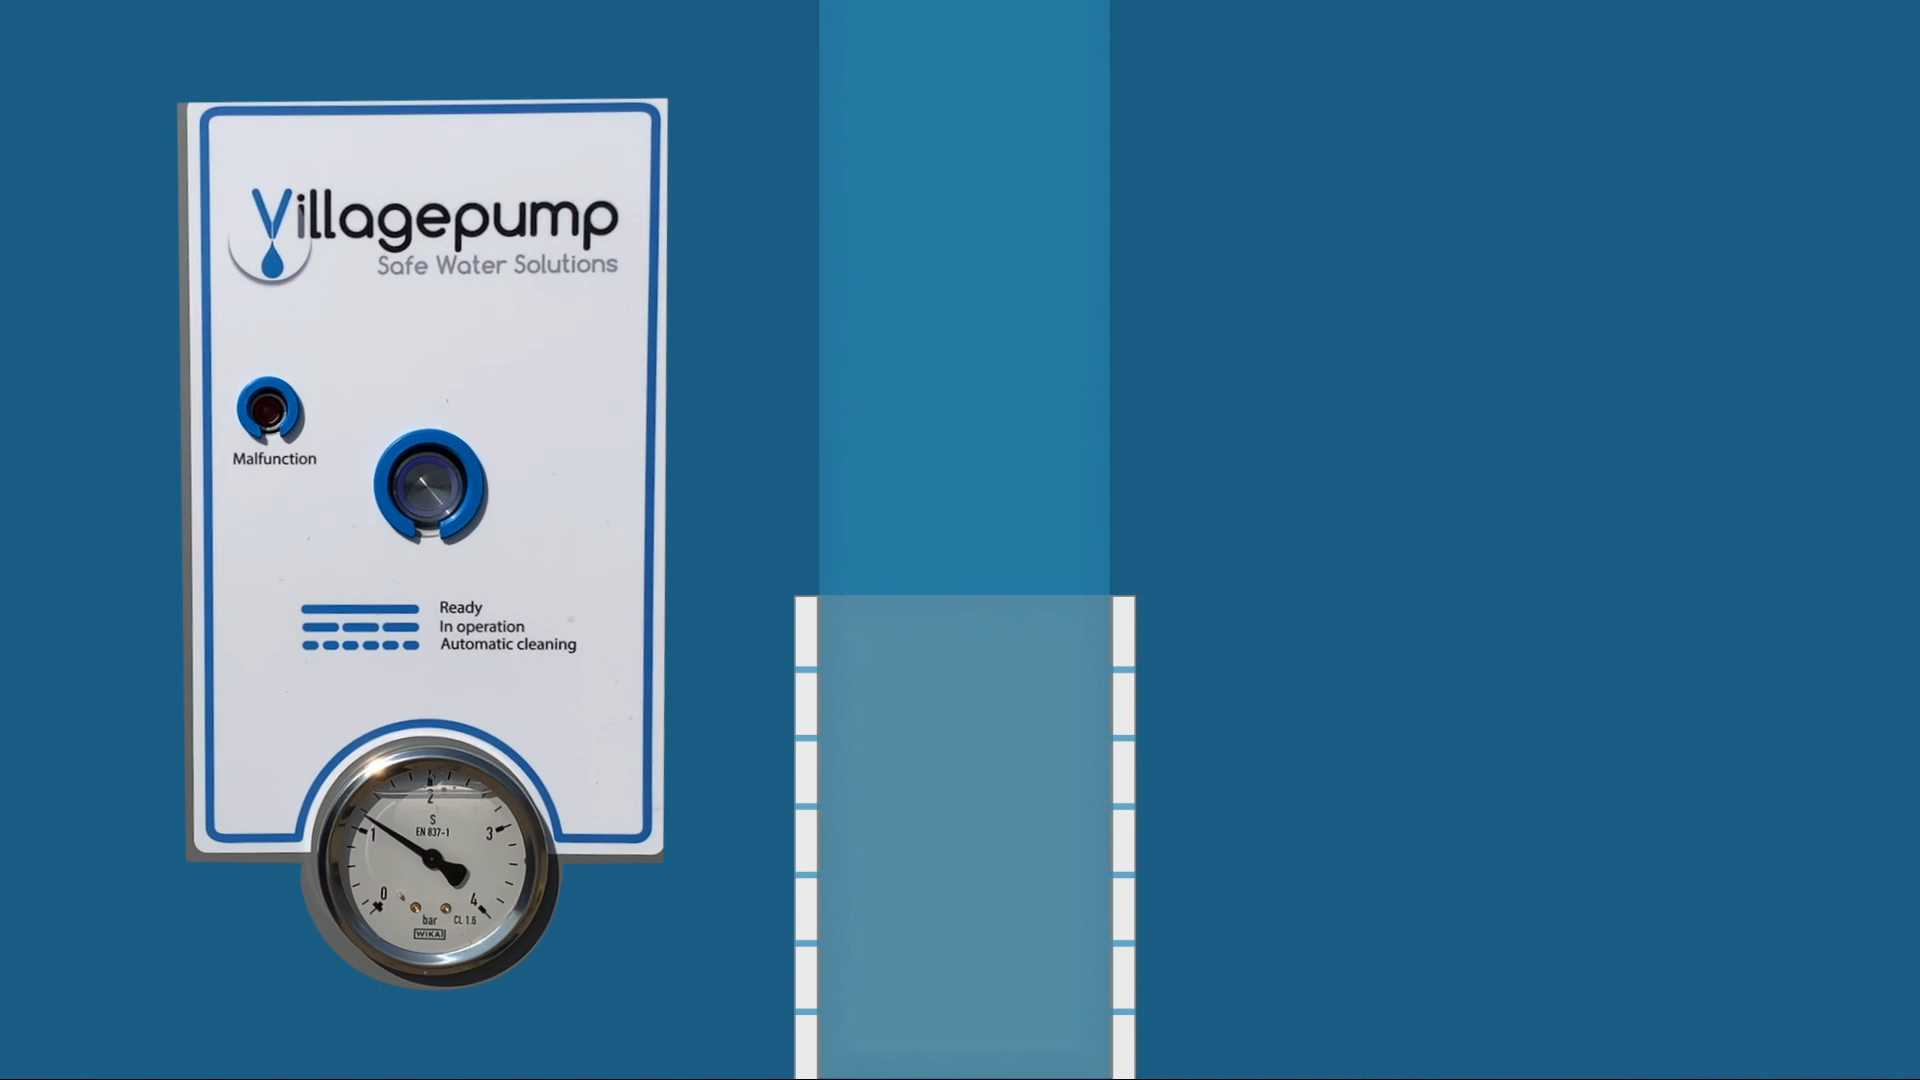 Villagepump
Safe Water Solutions
Malfunction
Ready
In operation
Automatic cleaning
2
S
EN 837-1
1
3
0
4
bar
CL 1.6
WIKAI